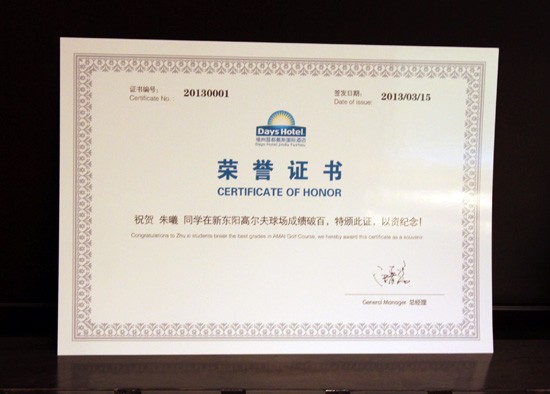 证书编号： 20130001
Certificate No.:
签发日期： 2013/03/15
Date of issue:
Days Hotel
荣誉证书
CERTIFICATE OF HONOR
祝贺 朱曦 同学在新东阳高尔夫球场成绩破百，特颁此证，以资纪念！
Congratulations to Zhu xi students break the best grades in AMAI Golf Course, we hereby award this certificate as a souvenir
General Manager 总经理